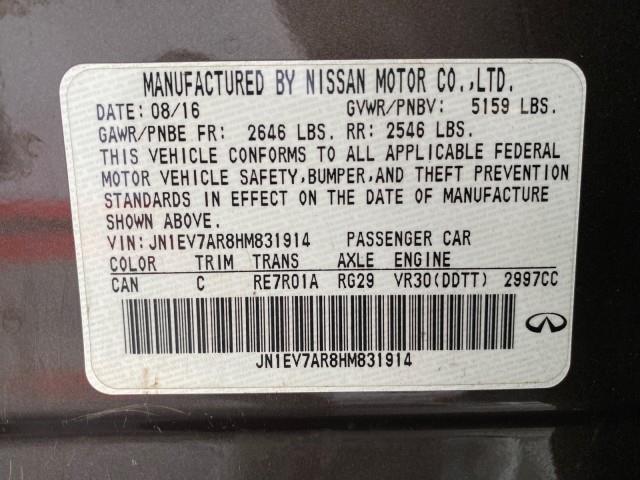 MANUFACTURED BY NISSAN MOTOR CO.,LTD.
DATE: 08/16 GVWR/PNBV: 5159 LBS.
GAWR/PNBE FR: 2646 LBS. RR: 2546 LBS.
THIS VEHICLE CONFORMS TO ALL APPLICABLE FEDERAL
MOTOR VEHICLE SAFETY,BUMPER,AND THEFT PREVENTION
STANDARDS IN EFFECT ON THE DATE OF MANUFACTURE
SHOWN ABOVE.
VIN:JN1EV7AR8HM831914 PASSENGER CAR
COLOR TRIM TRANS AXLE ENGINE
CAN C RE7R01A RG29 VR30(DDTT) 2997CC
JN1EV7AR8HM831914